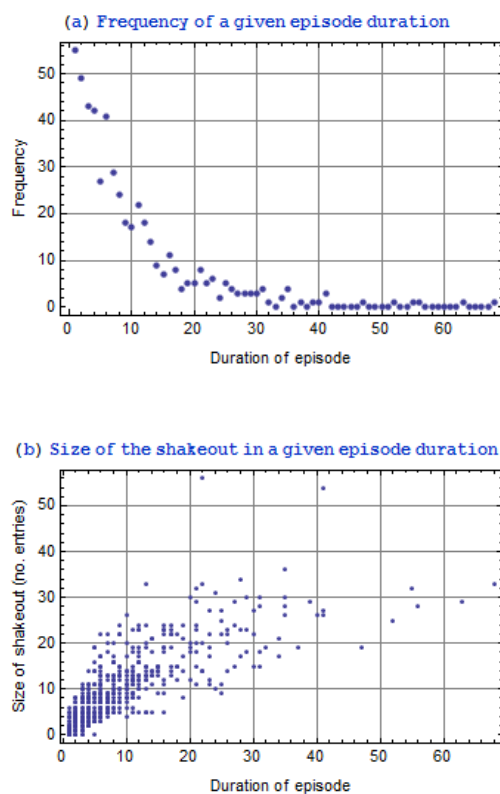 (a) Frequency of a given episode duration
50
40
30
20
10
0
Frequency
0 10 20 30 40 50 60
Duration of episode
(b) Size of the shakeout in a given episode duration
50
40
30
20
10
0
Size of shakeout (no. entries)
0 10 20 30 40 50 60
Duration of episode